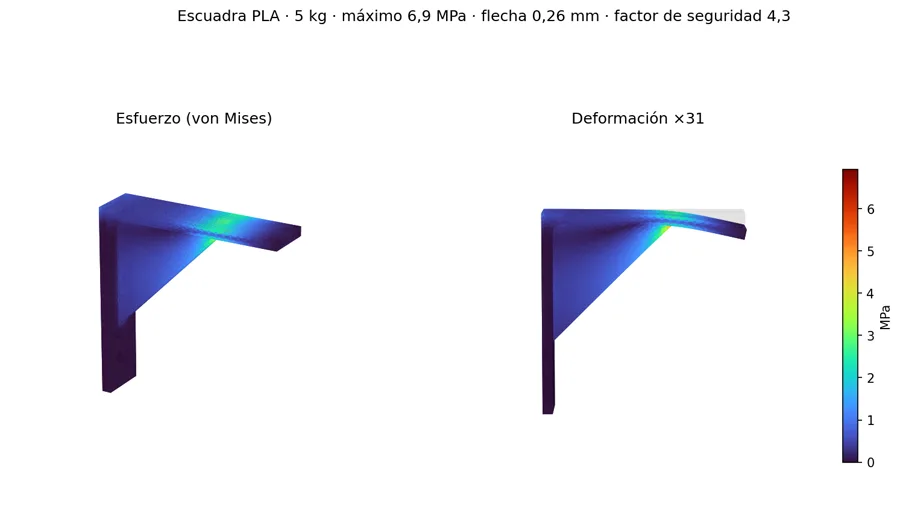 Escuadra PLA · 5 kg · máximo 6,9 MPa · flecha 0,26 mm · factor de seguridad 4,3
Esfuerzo (von Mises)
Deformación ×31
6
5
4
3
2
1
0
MPa